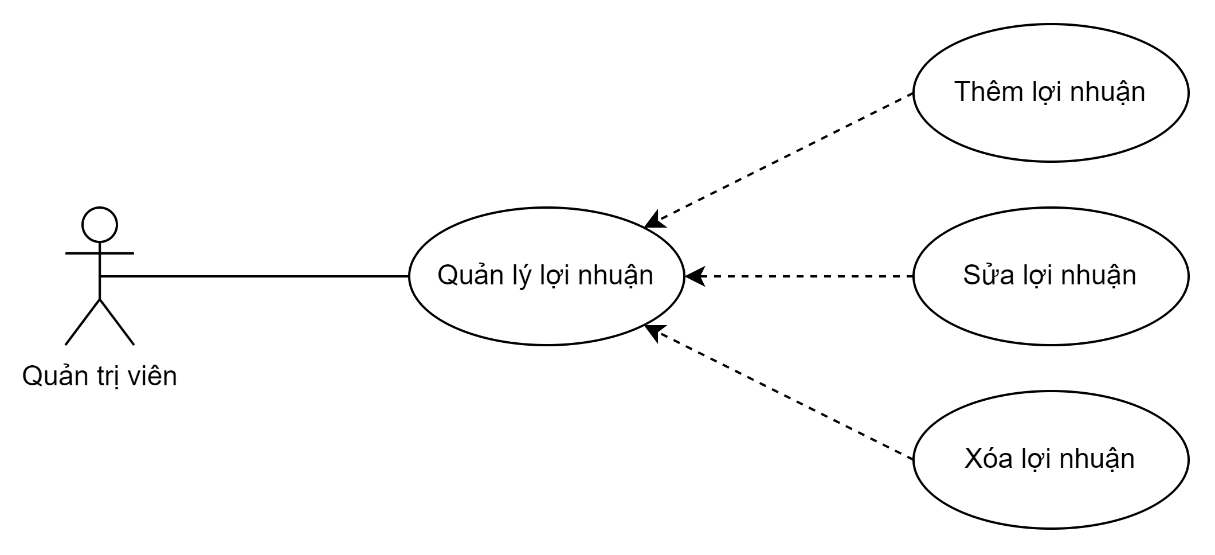 Thêm lợi nhuận
Quản lý lợi nhuận
Sửa lợi nhuận
Quản trị viên
Xóa lợi nhuận